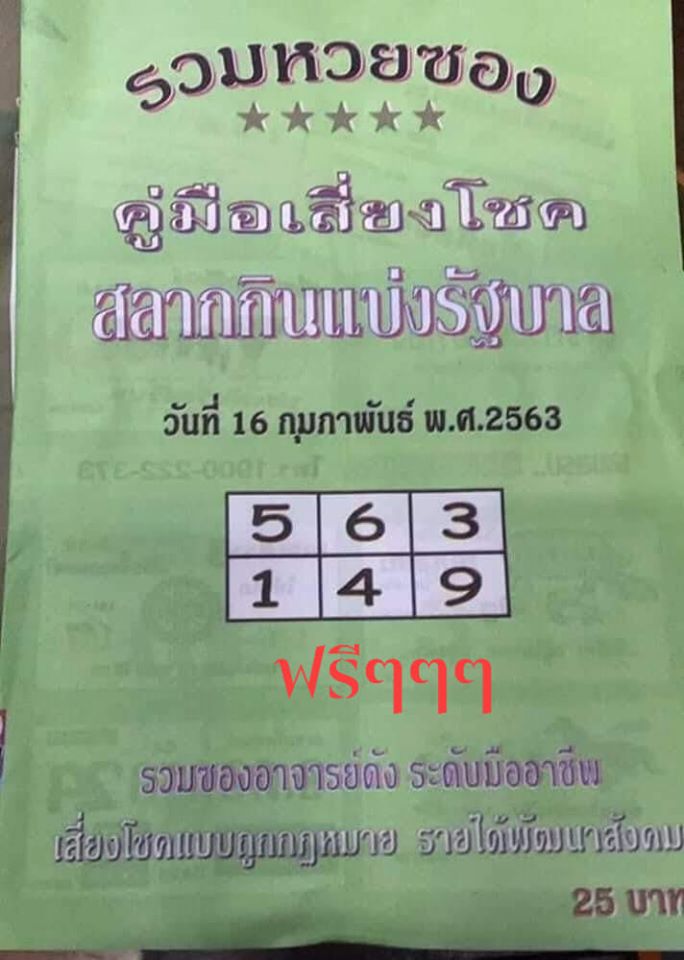 รวมหวยซอง
คู่มือเสี่ยงโชค
สลากกินแบ่งรัฐบาล
วันที่ 16 กุมภาพันธ์ พ.ศ.2563
5 6 3
1 4 9
ฟรีๆๆๆ
รวมซองอาจารย์ดัง ระดับมืออาชีพ
เสี่ยงโชคแบบถูกกฎหมาย รายได้พัฒนาสังคม
25 บาท